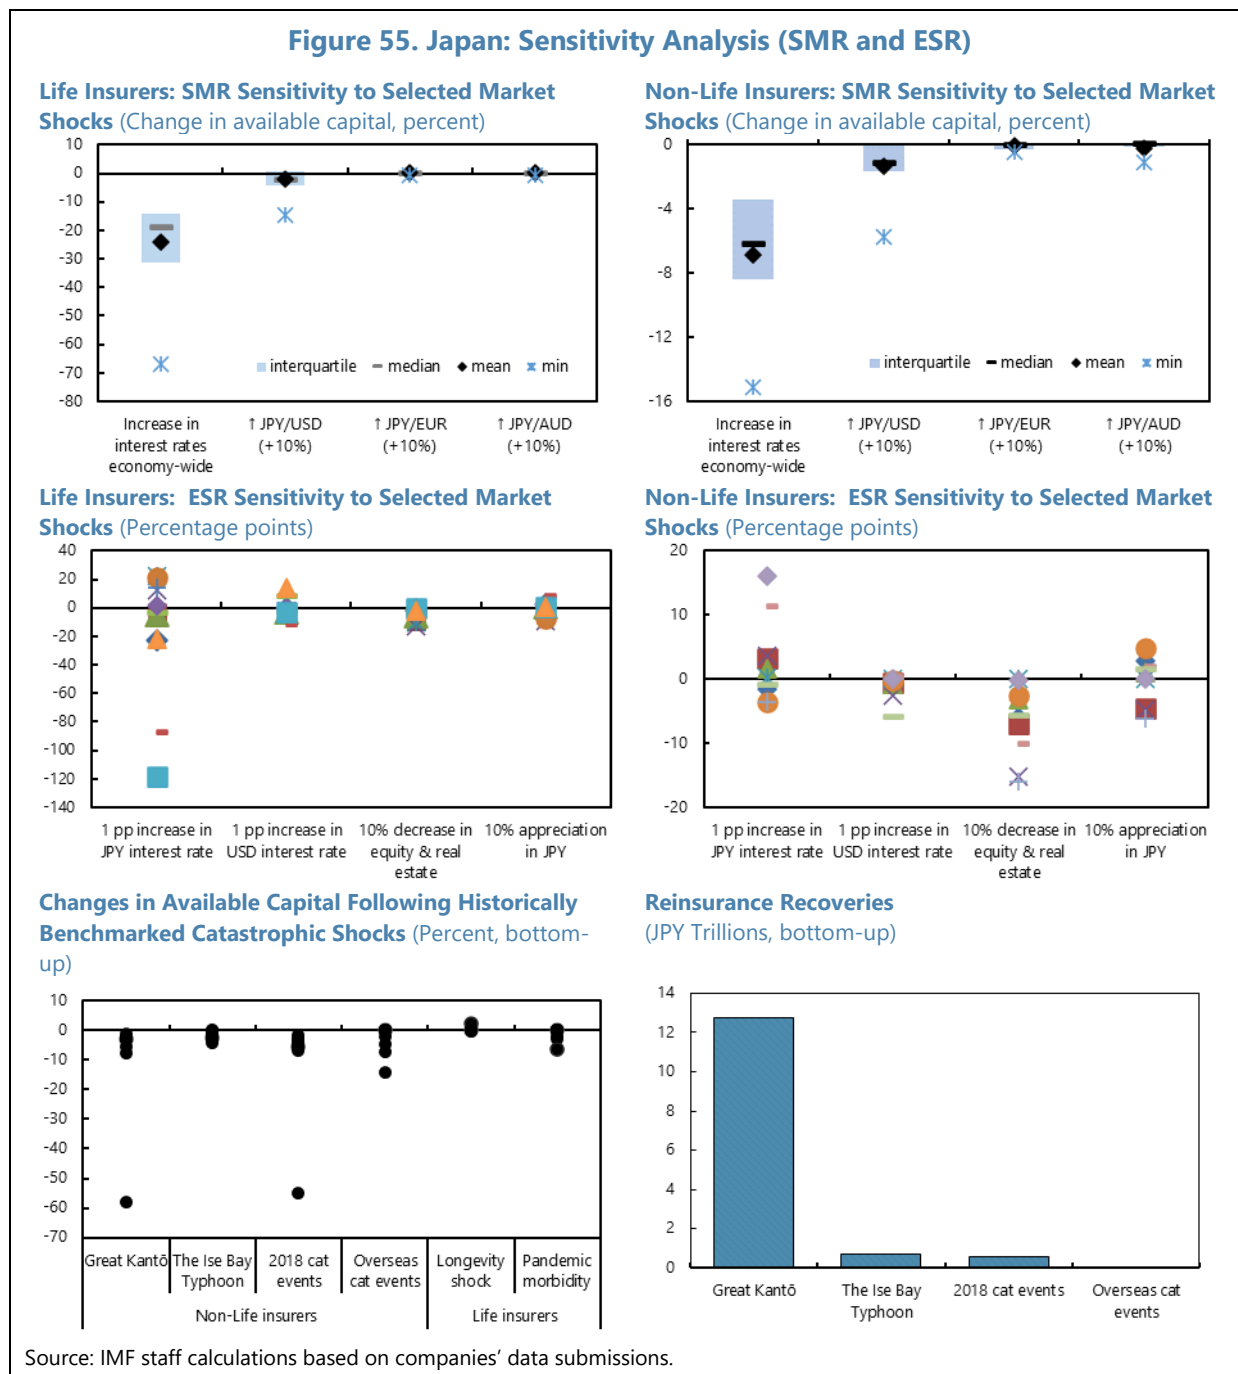 Figure 55. Japan: Sensitivity Analysis (SMR and ESR)
Life Insurers: SMR Sensitivity to Selected Market
Shocks (Change in available capital, percent)
10
0
-10
-20
-30
-40
-50
-60
-70
-80
interquartile median mean min
Increase in
interest rates
economy-wide
↑ JPY/USD
(+10%)
↑ JPY/EUR
(+10%)
↑ JPY/AUD
(+10%)
Non-Life Insurers: SMR Sensitivity to Selected Market
Shocks (Change in available capital, percent)
0
-4
-8
-12
-16
interquartile median mean min
Increase in
interest rates
economy-wide
↑ JPY/USD
(+10%)
↑ JPY/EUR
(+10%)
↑ JPY/AUD
(+10%)
Life Insurers: ESR Sensitivity to Selected Market
Shocks (Percentage points)
40
20
0
-20
-40
-60
-80
-100
-120
-140
1 pp increase in
JPY interest rate
1 pp increase in
USD interest rate
10% decrease in
equity & real
estate
10% appreciation
in JPY
Non-Life Insurers: ESR Sensitivity to Selected Market
Shocks (Percentage points)
20
10
0
-10
-20
1 pp increase in
JPY interest rate
1 pp increase in
USD interest rate
10% decrease in
equity & real
estate
10% appreciation
in JPY
Changes in Available Capital Following Historically
Benchmarked Catastrophic Shocks (Percent, bottom-
up)
10
0
-10
-20
-30
-40
-50
-60
-70
Great Kantō
The Ise Bay
Typhoon
2018 cat
events
Overseas
cat events
Longevity
shock
Pandemic
morbidity
Non-Life insurers
Life insurers
Reinsurance Recoveries
(JPY Trillions, bottom-up)
14
12
10
8
6
4
2
0
Great Kantō
The Ise Bay
Typhoon
2018 cat events
Overseas cat
events
Source: IMF staff calculations based on companies' data submissions.